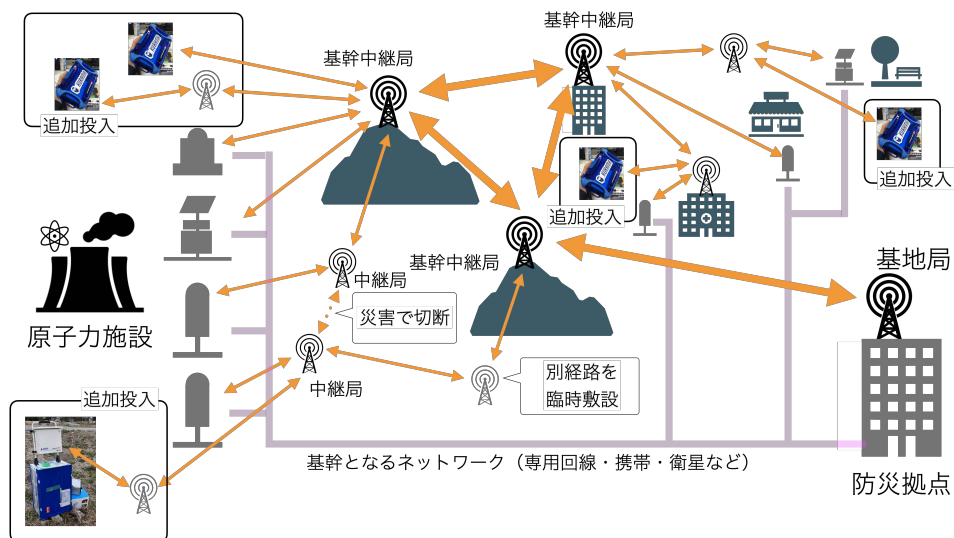 基幹中継局
基幹中継局
追加投入
追加投入
追加投入
基幹中継局
中継局
災害で切断
基地局
原子力施設
中継局
別経路を
臨時敷設
追加投入
基幹となるネットワーク（専用回線・携帯・衛星など）
防災拠点